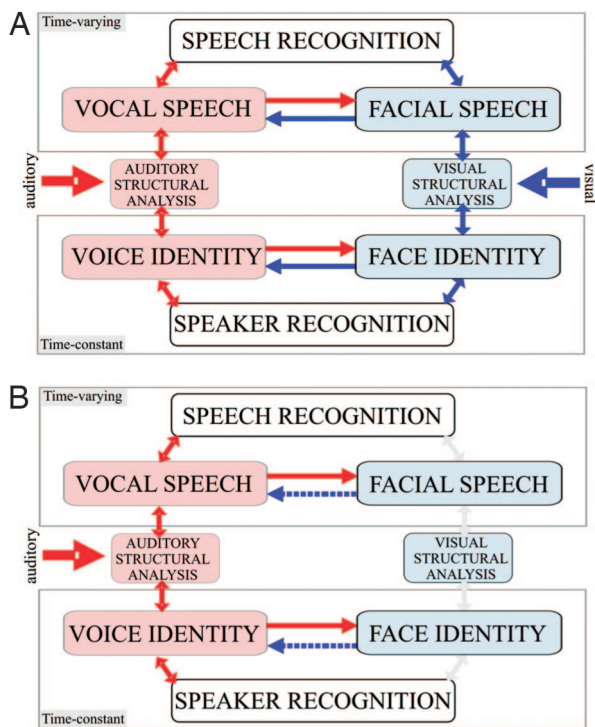 A
Time-varying
SPEECH RECOGNITION
VOCAL SPEECH
FACIAL SPEECH
auditory
AUDITORY
STRUCTURAL
ANALYSIS
VISUAL
STRUCTURAL
ANALYSIS
visual
VOICE IDENTITY
FACE IDENTITY
SPEAKER RECOGNITION
Time-constant
B
Time-varying
SPEECH RECOGNITION
VOCAL SPEECH
FACIAL SPEECH
auditory
AUDITORY
STRUCTURAL
ANALYSIS
VISUAL
STRUCTURAL
ANALYSIS
VOICE IDENTITY
FACE IDENTITY
SPEAKER RECOGNITION
Time-constant